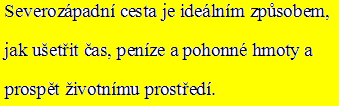 Severozápadní cesta je ideálním způsobem,
jak ušetřit čas, peníze a pohonné hmoty a
prospět životnímu prostředí.